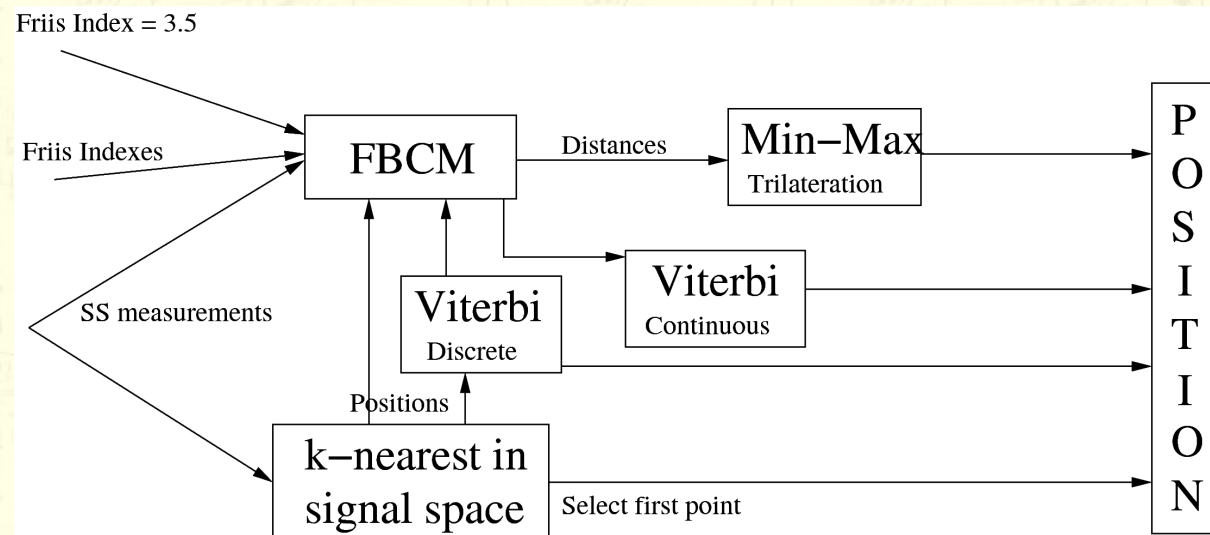 Friis Index = 3.5
Friis Indexes
FBCM
Distances
Min−Max
Trilateration
SS measurements
Viterbi
Discrete
Viterbi
Continuous
Positions
k−nearest in
signal space
Select first point
P
O
S
I
T
I
O
N